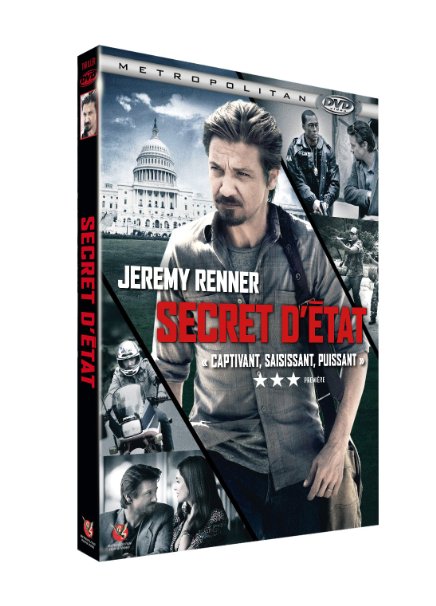 METROPOLITAN
DVD
JEREMY RENNER
SECRET D'ÉTAT
« CAPTIVANT, SAISISSANT, PUISSANT »
★★★ PREMIÈRE
SECRET D'ÉTAT